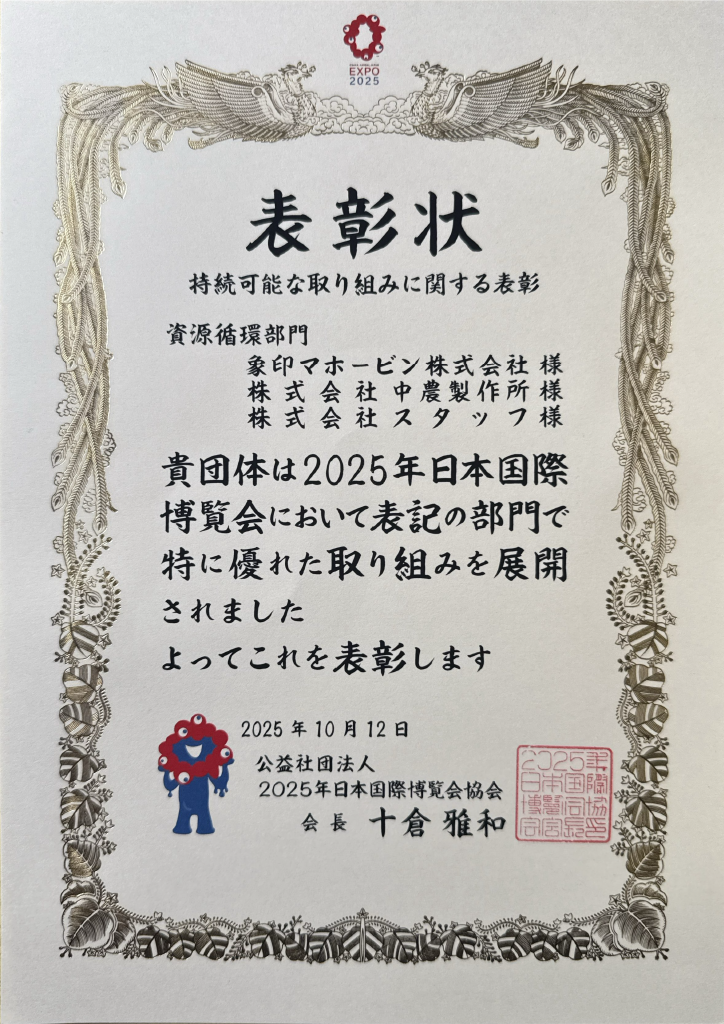 EXPO
2025
表彰状
持続可能な取り組みに関する表彰
資源循環部門
象印マホービン株式会社 様
株式会社中農製作所様
株式会社スタッフ様
貴団体は2025年日本国際
博覧会において表記の部門で
特に優れた取り組みを展開
されました
よってこれを表彰します
2025年10月12日
公益社団法人
2025年日本国際博覧会協会
会長 十倉雅和